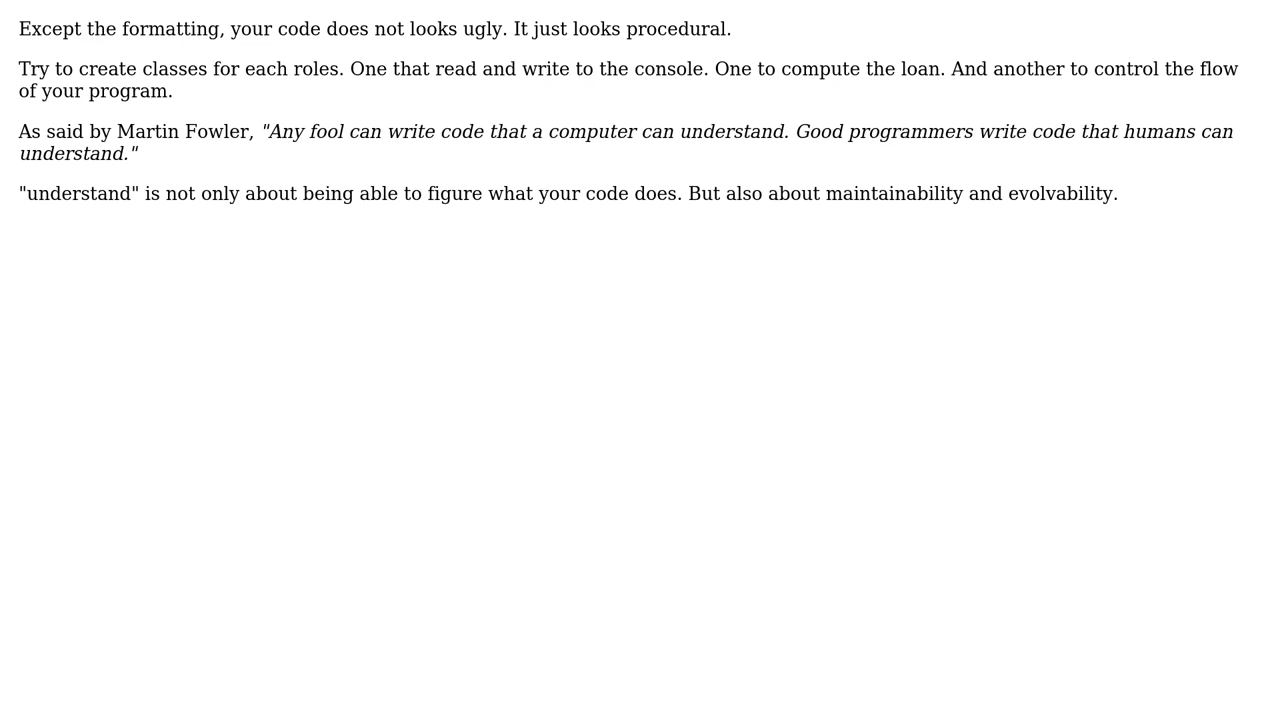 Except the formatting, your code does not looks ugly. It just looks procedural.
Try to create classes for each roles. One that read and write to the console. One to compute the loan. And another to control the flow
of your program.
As said by Martin Fowler, "Any fool can write code that a computer can understand. Good programmers write code that humans can
understand."
"understand" is not only about being able to figure what your code does. But also about maintainability and evolvability.